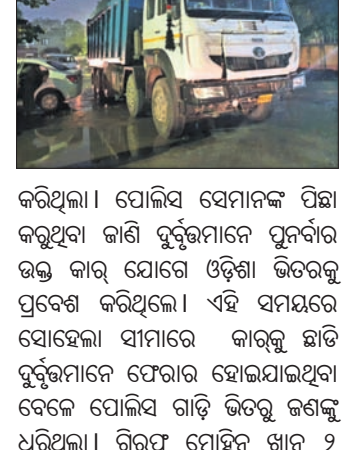 କରିଥିଲା। ପୋଲିସ ସେମାନଙ୍କ ପିଛା
କରୁଥିବା ଜାଣି ଦୁର୍ବୃତ୍ତମାନେ ପୁନର୍ବାର
ଉକ୍ତ କାର୍ ଯୋଗେ ଓଡ଼ିଶା ଭିତରକୁ
ପ୍ରବେଶ କରିଥିଲେ। ଏହି ସମୟରେ
ସୋହେଲା ସୀମାରେ କାର୍‌କୁ ଛାଡି
ଦୁର୍ବୃତ୍ତମାନେ ଫେରାର ହୋଇଯାଇଥିବା
ବେଳେ ପୋଲିସ ଗାଡ଼ି ଭିତରୁ ଜଣଙ୍କୁ
ଧରିଥିଲା। ଗିରଫ ମୋହିନ୍ ଖାନ୍ ୨